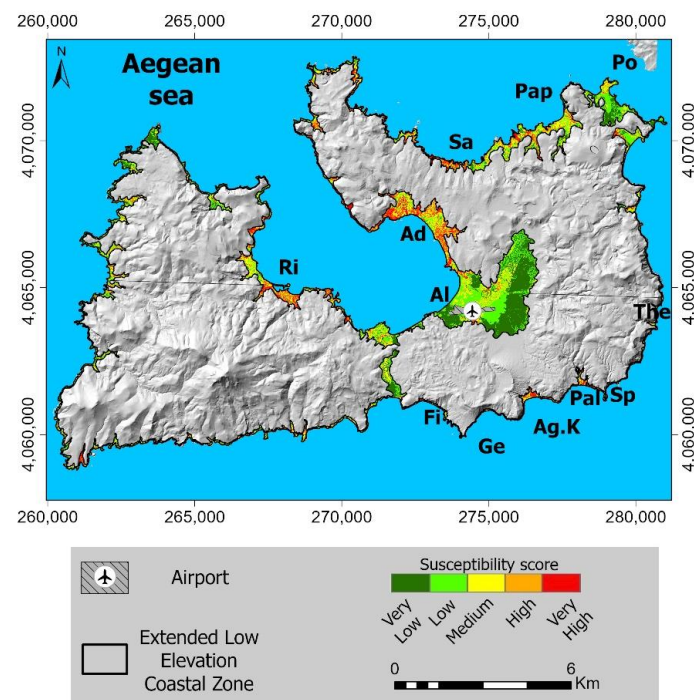 260,000 265,000 270,000 275,000 280,000
N
Aegean
sea
Po
Pap
4,070,000
4,070,000
Sa
Ad
Ri
Al
4,065,000
4,065,000
The
Pal
Sp
Fi
Ag.K
Ge
4,060,000
4,060,000
260,000 265,000 270,000 275,000 280,000
Airport
Extended Low
Elevation
Coastal Zone
Susceptibility score
Very
Low
Low
Medium
High
Very
High
0 6
Km